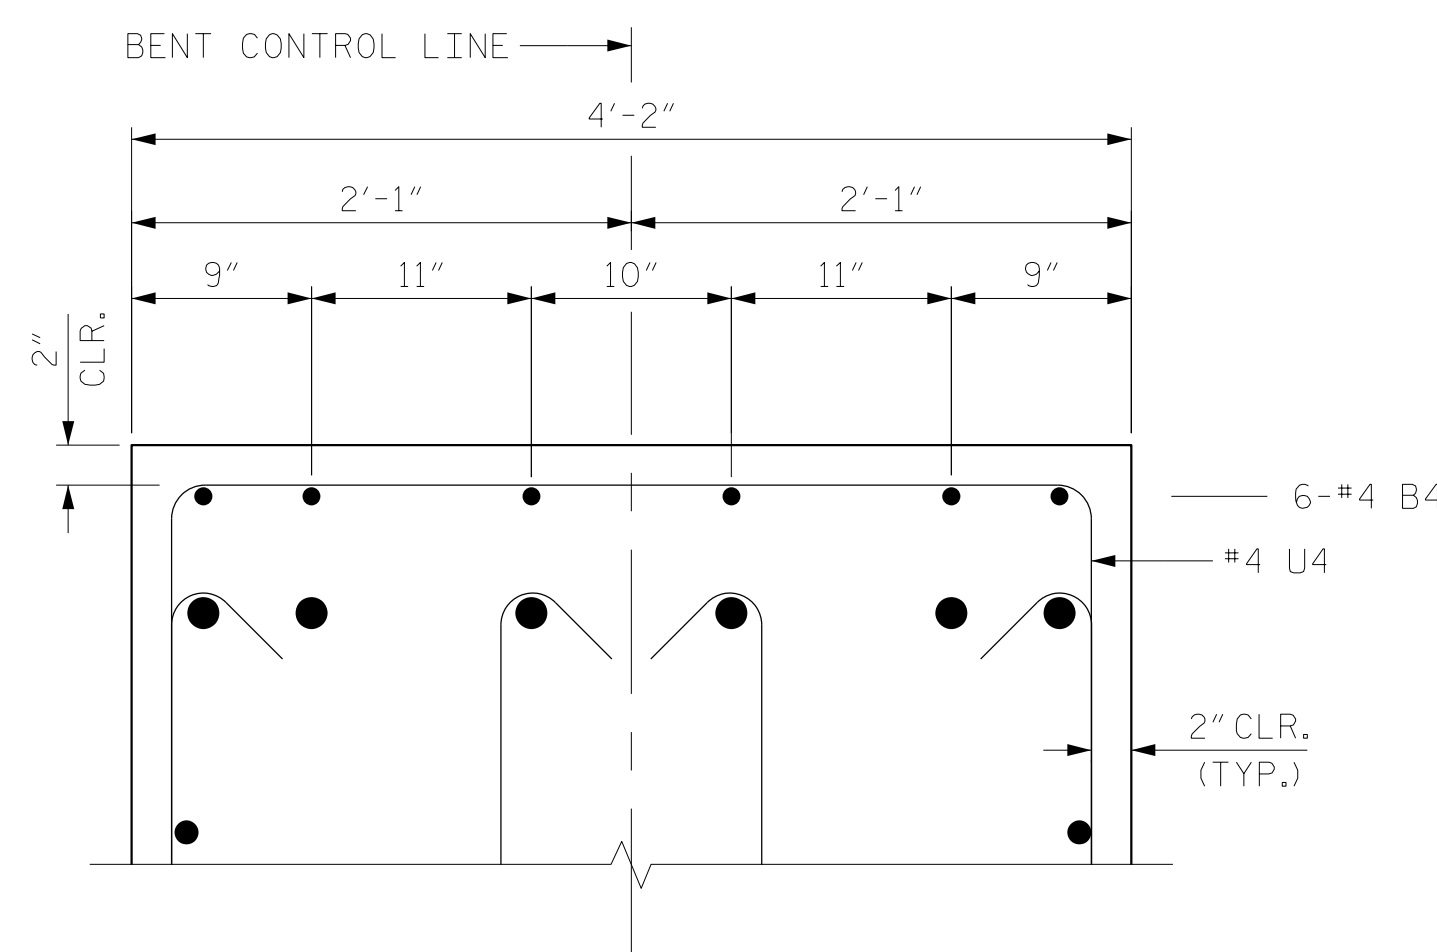 BENT CONTROL LINE
4'-2"
2'-1"
2'-1"
9"
11"
10"
11"
9"
2"
CLR.
6-#4 B4
#4 U4
2" CLR.
(TYP.)